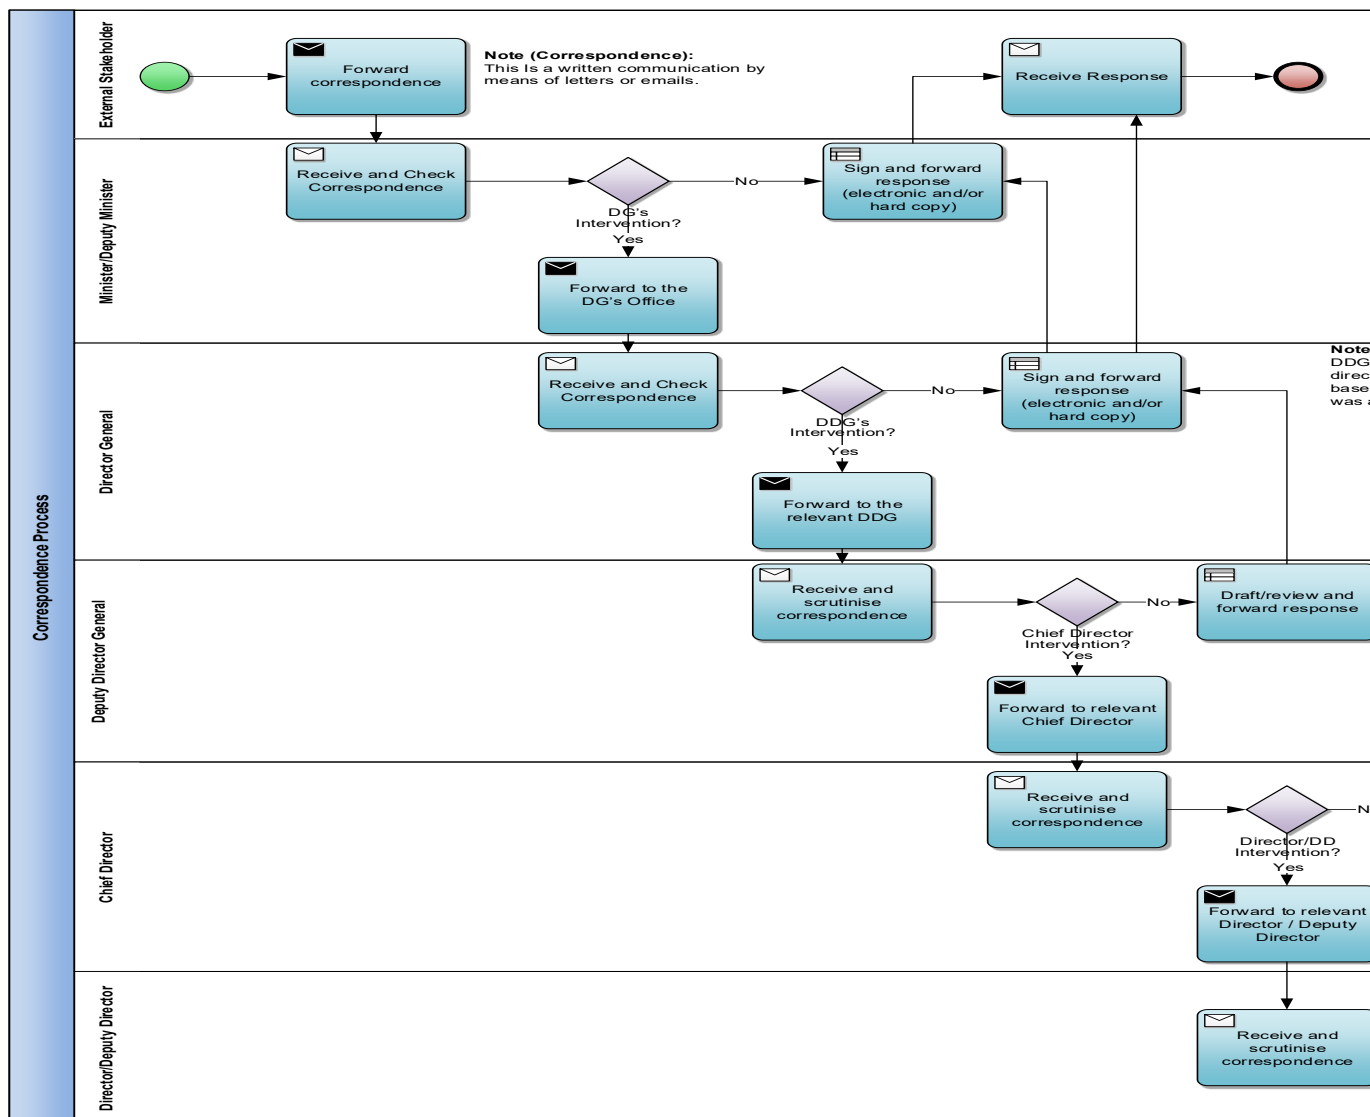 Correspondence Process
External Stakeholder
Forward
correspondence
Note (Correspondence):
This Is a written communication by
means of letters or emails.
Receive Response
Minister/Deputy Minister
Receive and Check
Correspondence
DG's
Intervention?
No
Yes
Sign and forward
response
(electronic and/or
hard copy)
Forward to the
DG's Office
Director General
Receive and Check
Correspondence
DDG's
Intervention?
No
Yes
Sign and forward
response
(electronic and/or
hard copy)
Note
DDG
direc
base
was a
Forward to the
relevant DDG
Deputy Director General
Receive and
scrutinise
correspondence
Chief Director
Intervention?
No
Yes
Draft/review and
forward response
Forward to relevant
Chief Director
Chief Director
Receive and
scrutinise
correspondence
Director/DD
Intervention?
N
Yes
Forward to relevant
Director / Deputy
Director
Director/Deputy Director
Receive and
scrutinise
correspondence